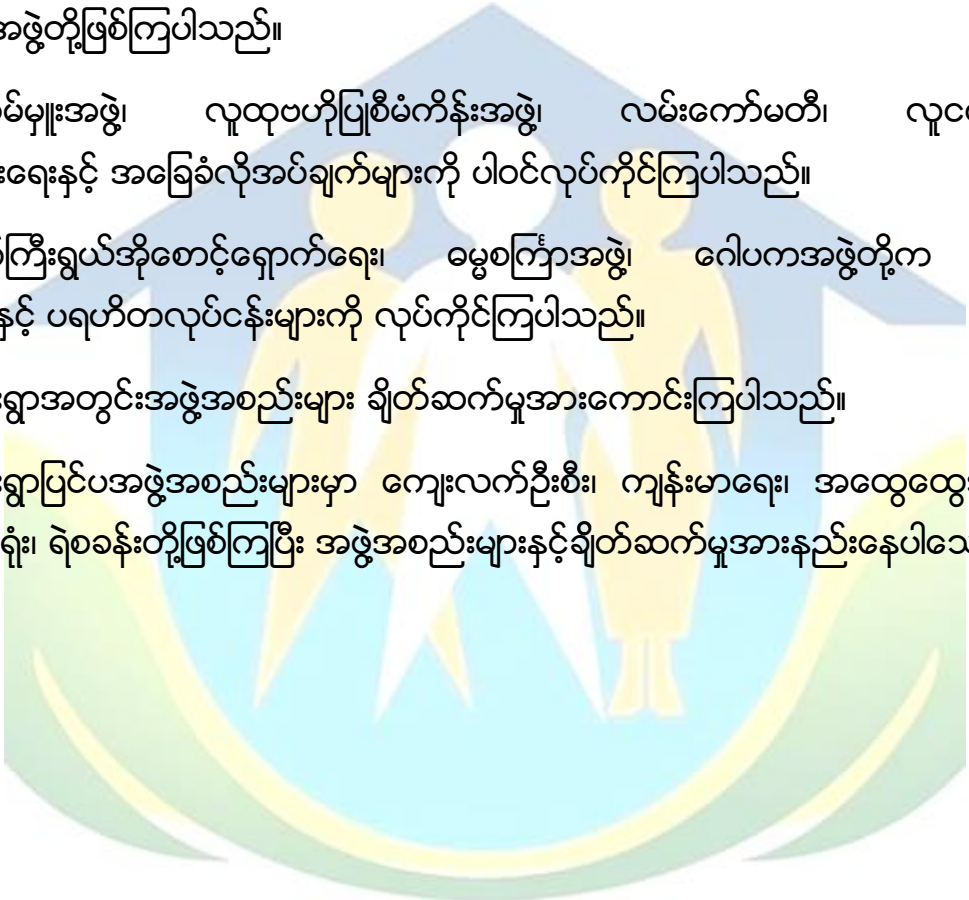 အဖွဲ့တို့ဖြစ်ကြပါသည်။
မ်မှူးအဖွဲ့၊ လူထုဗဟိုပြုစီမံကိန်းအဖွဲ့၊ လမ်းကော်မတီ၊
ရေးနှင့် အခြေခံလိုအပ်ချက်များကို ပါဝင်လုပ်ကိုင်ကြပါသည်။
ကြီးရွယ်အိုစောင့်ရှောက်ရေး၊ ဓမ္မစကြာအဖွဲ့၊ ဂေါပကအဖွဲ့တို့က
နှင့် ပရဟိတလုပ်ငန်းများကို လုပ်ကိုင်ကြပါသည်။
ရွာအတွင်းအဖွဲ့အစည်းများ ချိတ်ဆက်မှုအားကောင်းကြပါသည်။
ရွာပြင်ပအဖွဲ့အစည်းများမှာ ကျေးလက်ဦးစီး၊ ကျန်းမာရေး၊ အထွေထွေ
ရုံး၊ ရဲစခန်းတို့ဖြစ်ကြပြီး အဖွဲ့အစည်းများနှင့်ချိတ်ဆက်မှုအားနည်းနေပါသေ